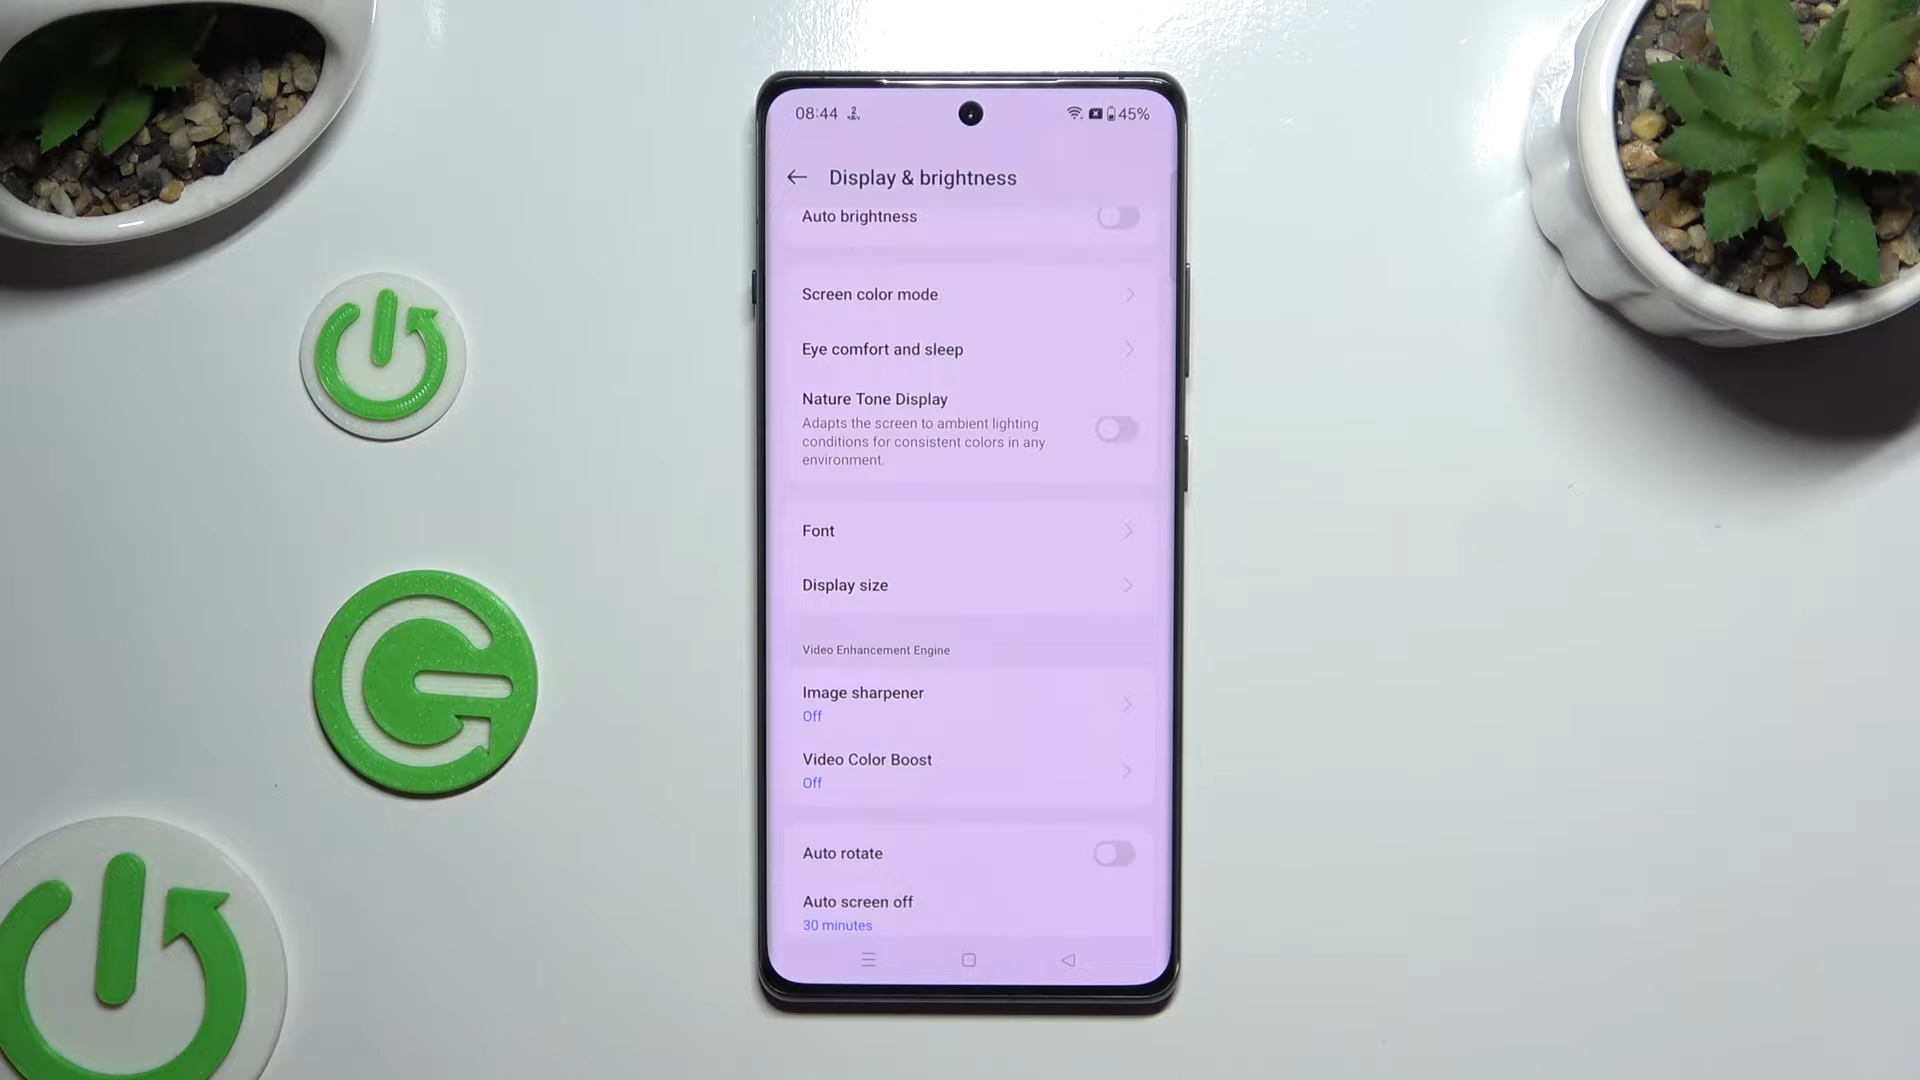 08:44
45%
Display & brightness
Auto brightness
Screen color mode
Eye comfort and sleep
Nature Tone Display
Adapts the screen to ambient lighting
conditions for consistent colors in any
environment.
Font
Display size
Video Enhancement Engine
Image sharpener
Off
Video Color Boost
Off
Auto rotate
Auto screen off
30 minutes